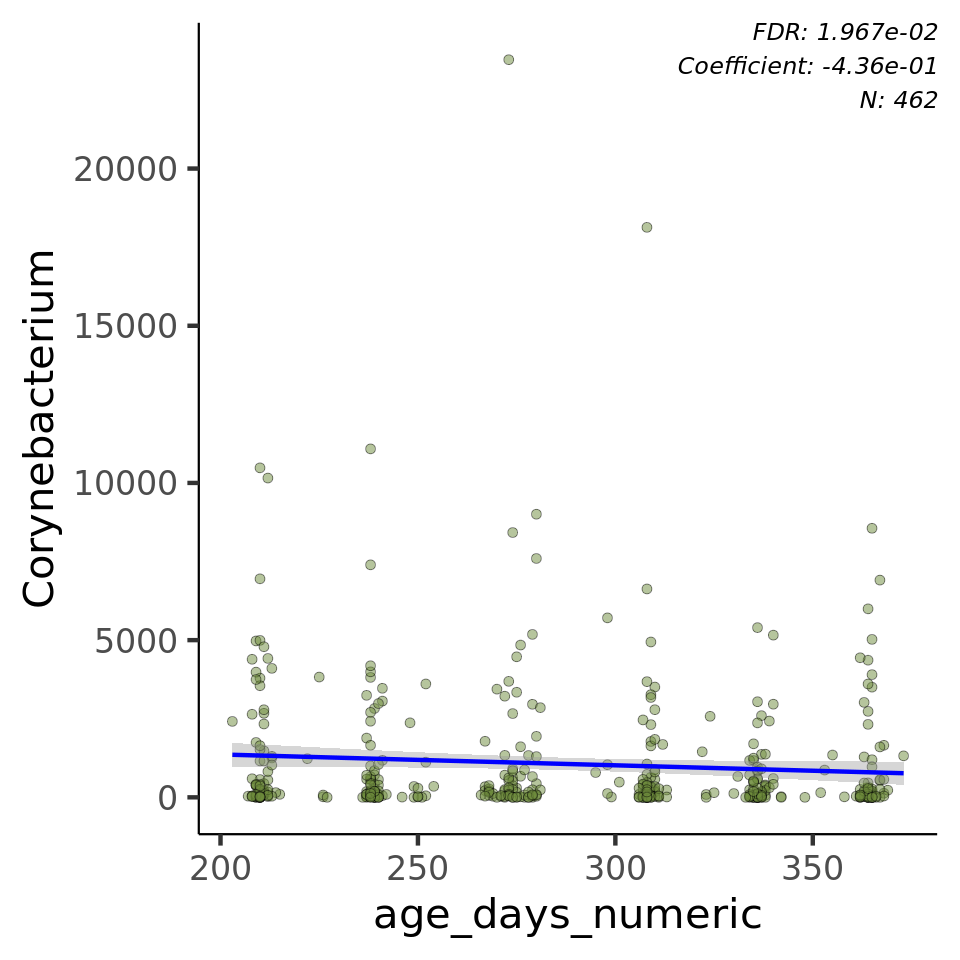 FDR: 1.967e-02
Coefficient: -4.36e-01
N: 462
20000
15000
10000
5000
0
Corynebacterium
200 250 300 350
age_days_numeric